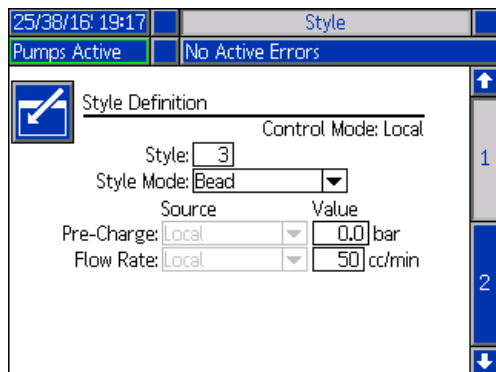 25/38/16' 19:17 Style
Pumps Active No Active Errors
Style Definition
Control Mode: Local
1
Style: 3
Style Mode: Bead
Source Value
Pre-Charge: Local 0.0 bar
Flow Rate: Local 50 cc/min
2